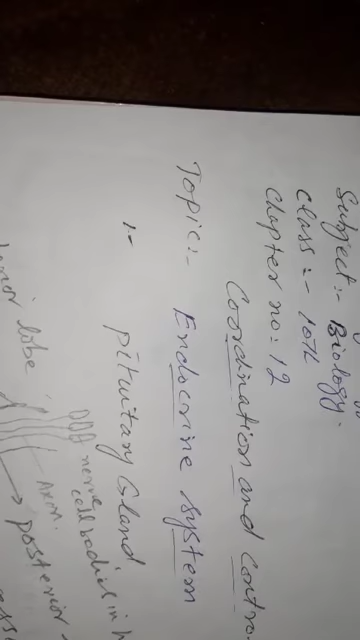 Subject:- Biology.
Class:- 10th
Chapter no: 12
Coordination and Contro
Topic:- Endocrine system
1- Pituitary Gland
nerve
cell bodies in h
Axon.
rior lobe
posterior